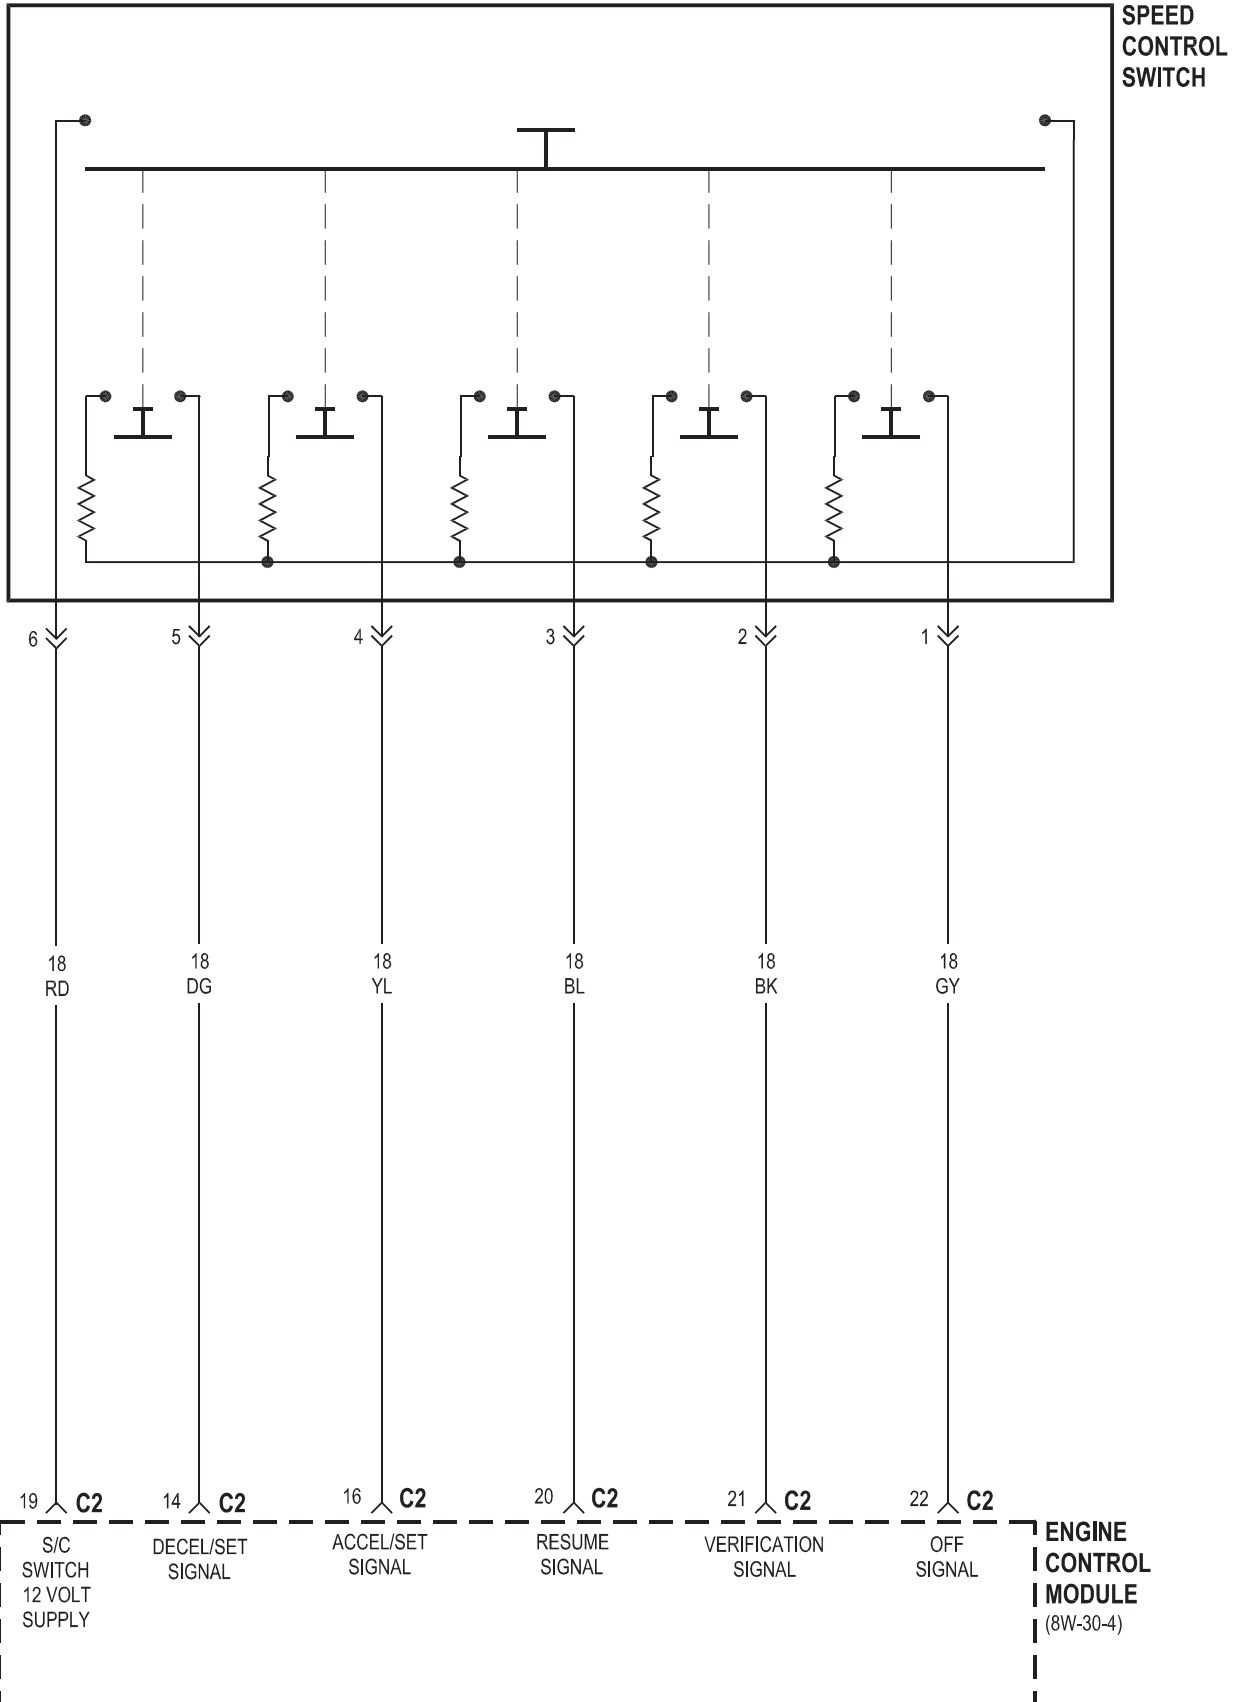 SPEED
CONTROL
SWITCH
6
5
4
3
2
1
18
RD
18
DG
18
YL
18
BL
18
BK
18
GY
19 C2
14 C2
16 C2
20 C2
21 C2
22 C2
S/C
SWITCH
12 VOLT
SUPPLY
DECEL/SET
SIGNAL
ACCEL/SET
SIGNAL
RESUME
SIGNAL
VERIFICATION
SIGNAL
OFF
SIGNAL
ENGINE
CONTROL
MODULE
(8W-30-4)